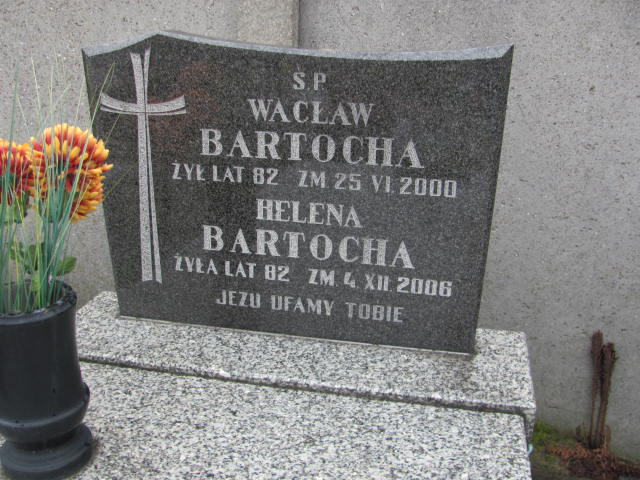 Ś.P
WACŁAW
BARTOCHA
ŻYŁ LAT 82 ZM 25 VI 2000
HELENA
BARTOCHA
ŻYŁA LAT 82 ZM 4. XII 2006
JEZU UFAMY TOBIE